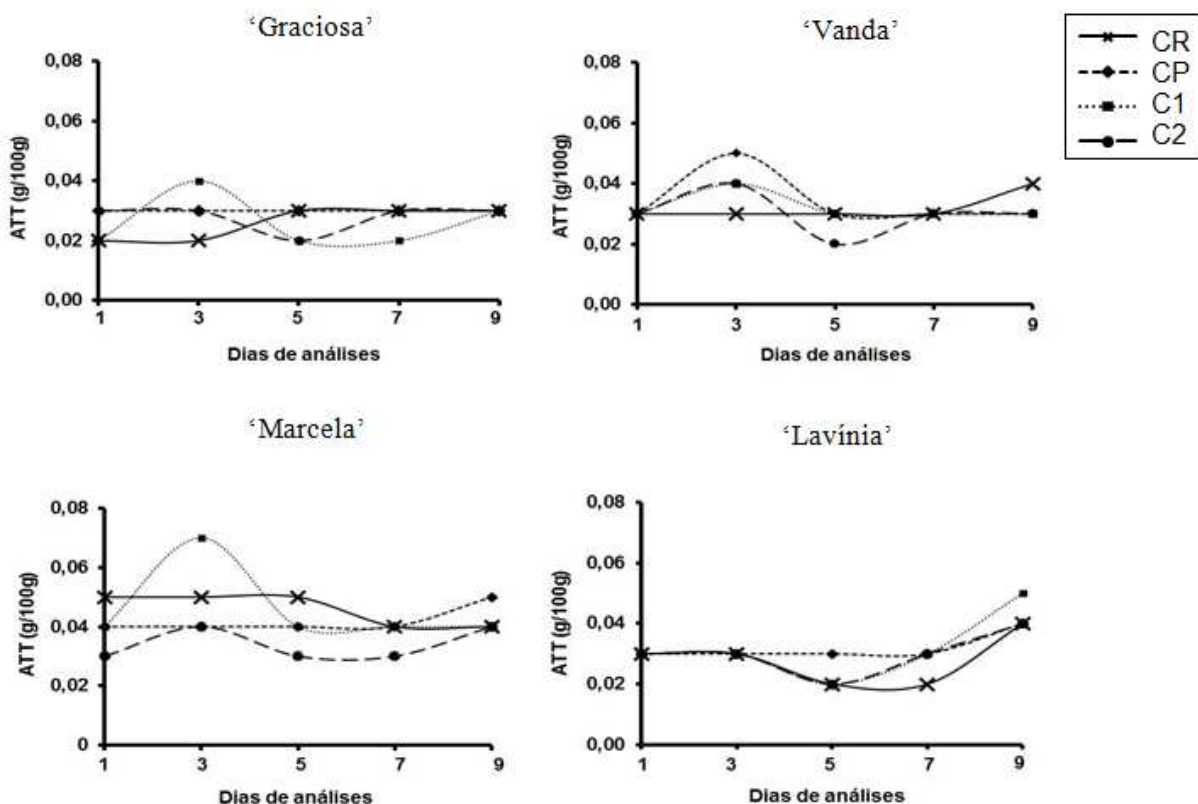 ‘Graciosa’
0,08
0,06
0,04
0,02
0,00
ATT (g/100g)
1 3 5 7 9
Dias de análises
‘Vanda’
0,08
0,06
0,04
0,02
0,00
ATT (g/100g)
1 3 5 7 9
Dias de análises
CR
CP
C1
C2
‘Marcela’
0,08
0,06
0,04
0,02
0
ATT (g/100g)
1 3 5 7 9
Dias de análises
‘Lavínia’
0,08
0,06
0,04
0,02
0,00
ATT (g/100g)
1 3 5 7 9
Dias de análises